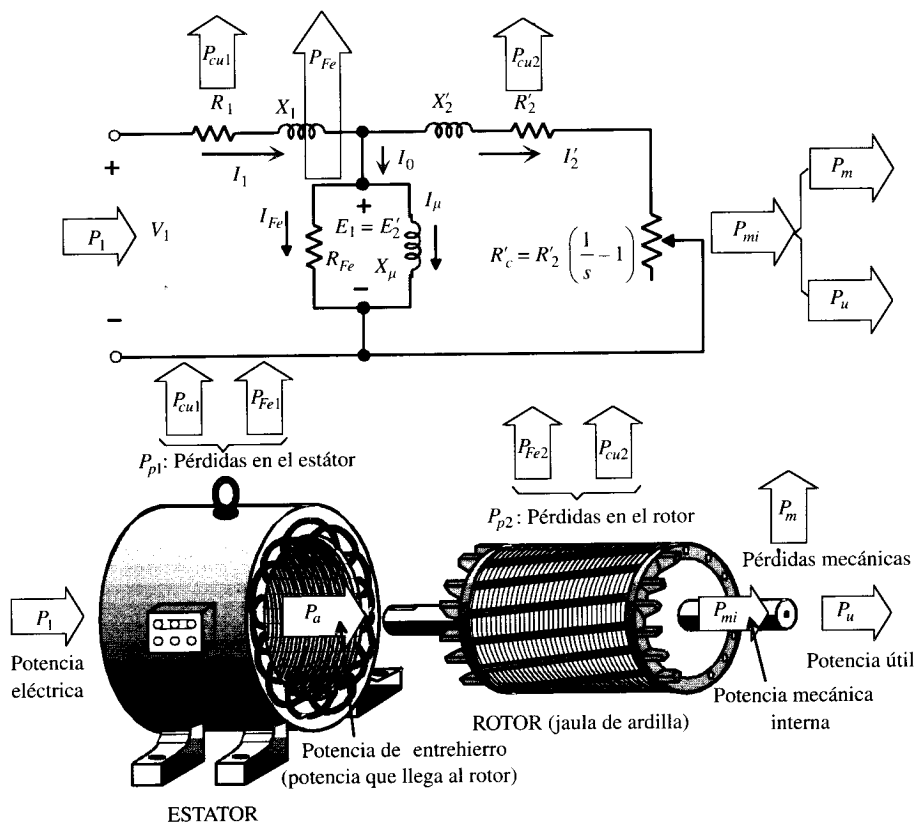 P_cu1
P_Fe
P_cu2
R_1
X_1
X'_2
R'_2
P_m
+
I_1
I_0
I'_2
P_1
V_1
I_Fe
+
E_1 = E'_2
I_μ
R_Fe
X_μ
R'_c = R'_2 (1/s − 1)
P_mi
P_u
−
−
P_cu1
P_Fe1
P_p1: Pérdidas en el estátor
P_Fe2
P_cu2
P_p2: Pérdidas en el rotor
P_m
Pérdidas mecánicas
P_1
P_a
P_mi
P_u
Potencia
eléctrica
Potencia útil
Potencia mecánica
interna
ROTOR (jaula de ardilla)
Potencia de entrehierro
(potencia que llega al rotor)
ESTATOR